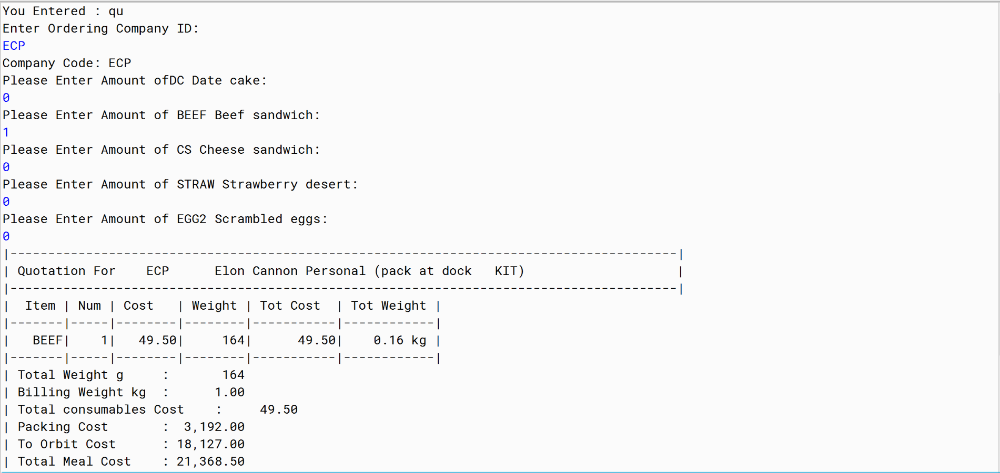 You Entered : qu
Enter Ordering Company ID:
ECP
Company Code: ECP
Please Enter Amount ofDC Date cake:
0
Please Enter Amount of BEEF Beef sandwich:
1
Please Enter Amount of CS Cheese sandwich:
0
Please Enter Amount of STRAW Strawberry desert:
0
Please Enter Amount of EGG2 Scrambled eggs:
0
|----------------------------------------------------------------------------------------|
| Quotation For    ECP      Elon Cannon Personal (pack at dock   KIT)                    |
|----------------------------------------------------------------------------------------|
|  Item | Num | Cost   | Weight | Tot Cost  | Tot Weight |
|-------|-----|--------|--------|-----------|------------|
|   BEEF|    1|   49.50|     164|      49.50|    0.16 kg |
|-------|-----|--------|--------|-----------|------------|
| Total Weight g     :       164
| Billing Weight kg  :      1.00
| Total consumables Cost    :     49.50
| Packing Cost       :  3,192.00
| To Orbit Cost      : 18,127.00
| Total Meal Cost    : 21,368.50